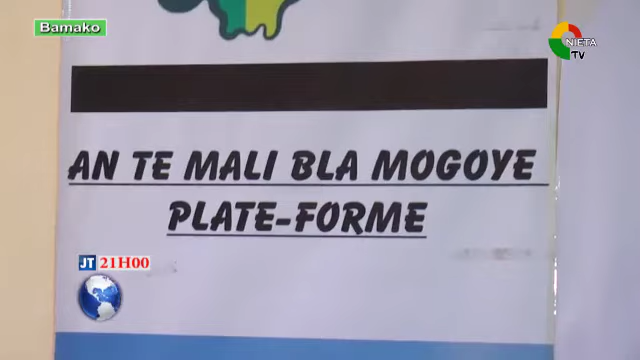 Bamako
NIETA
TV
AN TE MALI BLA MOGOYE
PLATE-FORME
JT 21H00